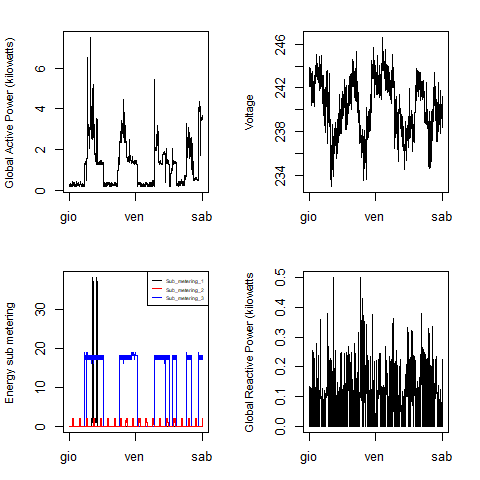 Global Active Power (kilowatts)
6
4
2
0
gio
ven
sab
Voltage
246
242
238
234
gio
ven
sab
Energy sub metering
30
20
10
0
Sub_metering_1
Sub_metering_2
Sub_metering_3
gio
ven
sab
Global Reactive Power (kilowatts
0.5
0.4
0.3
0.2
0.1
0.0
gio
ven
sab